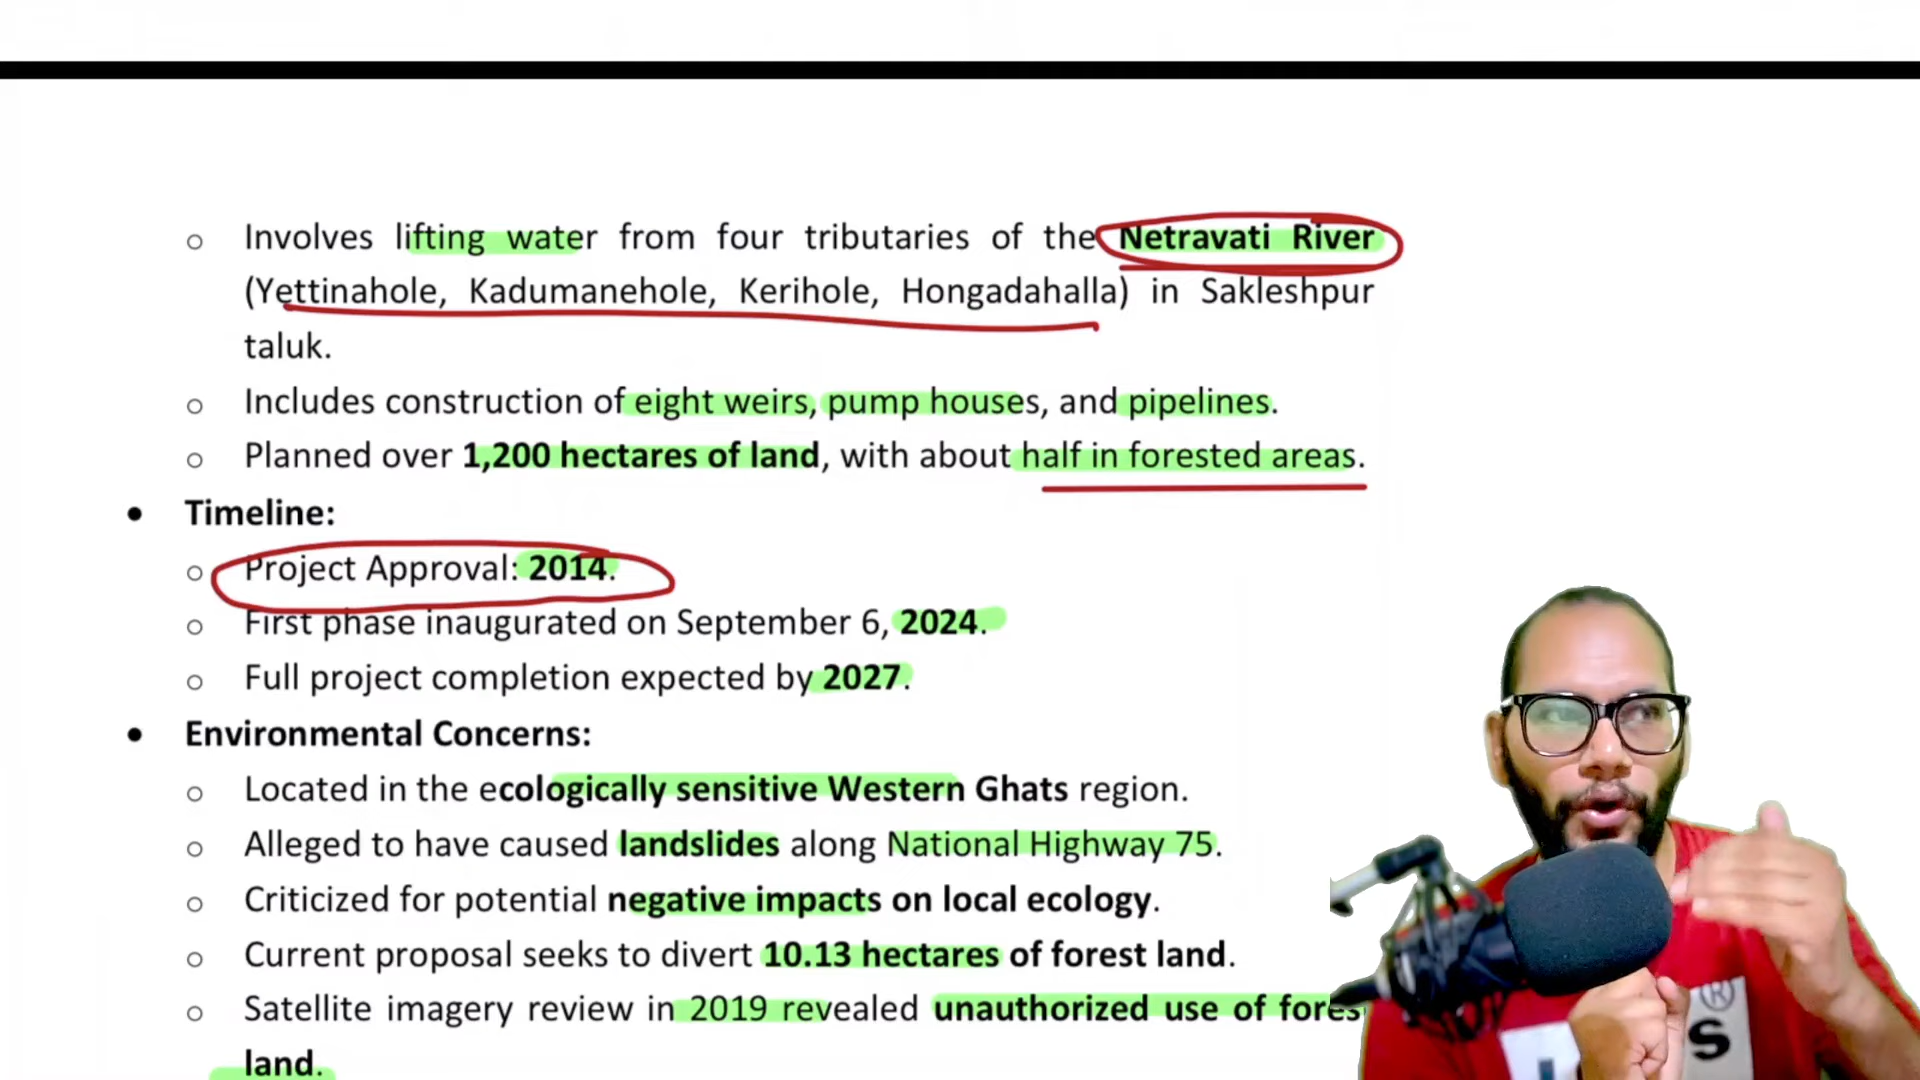 ○ Involves lifting water from four tributaries of the Netravati River
(Yettinahole, Kadumanehole, Kerihole, Hongadahalla) in Sakleshpur
taluk.
○ Includes construction of eight weirs, pump houses, and pipelines.
○ Planned over 1,200 hectares of land, with about half in forested areas.
• Timeline:
○ Project Approval: 2014.
○ First phase inaugurated on September 6, 2024.
○ Full project completion expected by 2027.
• Environmental Concerns:
○ Located in the ecologically sensitive Western Ghats region.
○ Alleged to have caused landslides along National Highway 75.
○ Criticized for potential negative impacts on local ecology.
○ Current proposal seeks to divert 10.13 hectares of forest land.
○ Satellite imagery review in 2019 revealed unauthorized use of forest
land.
®
S